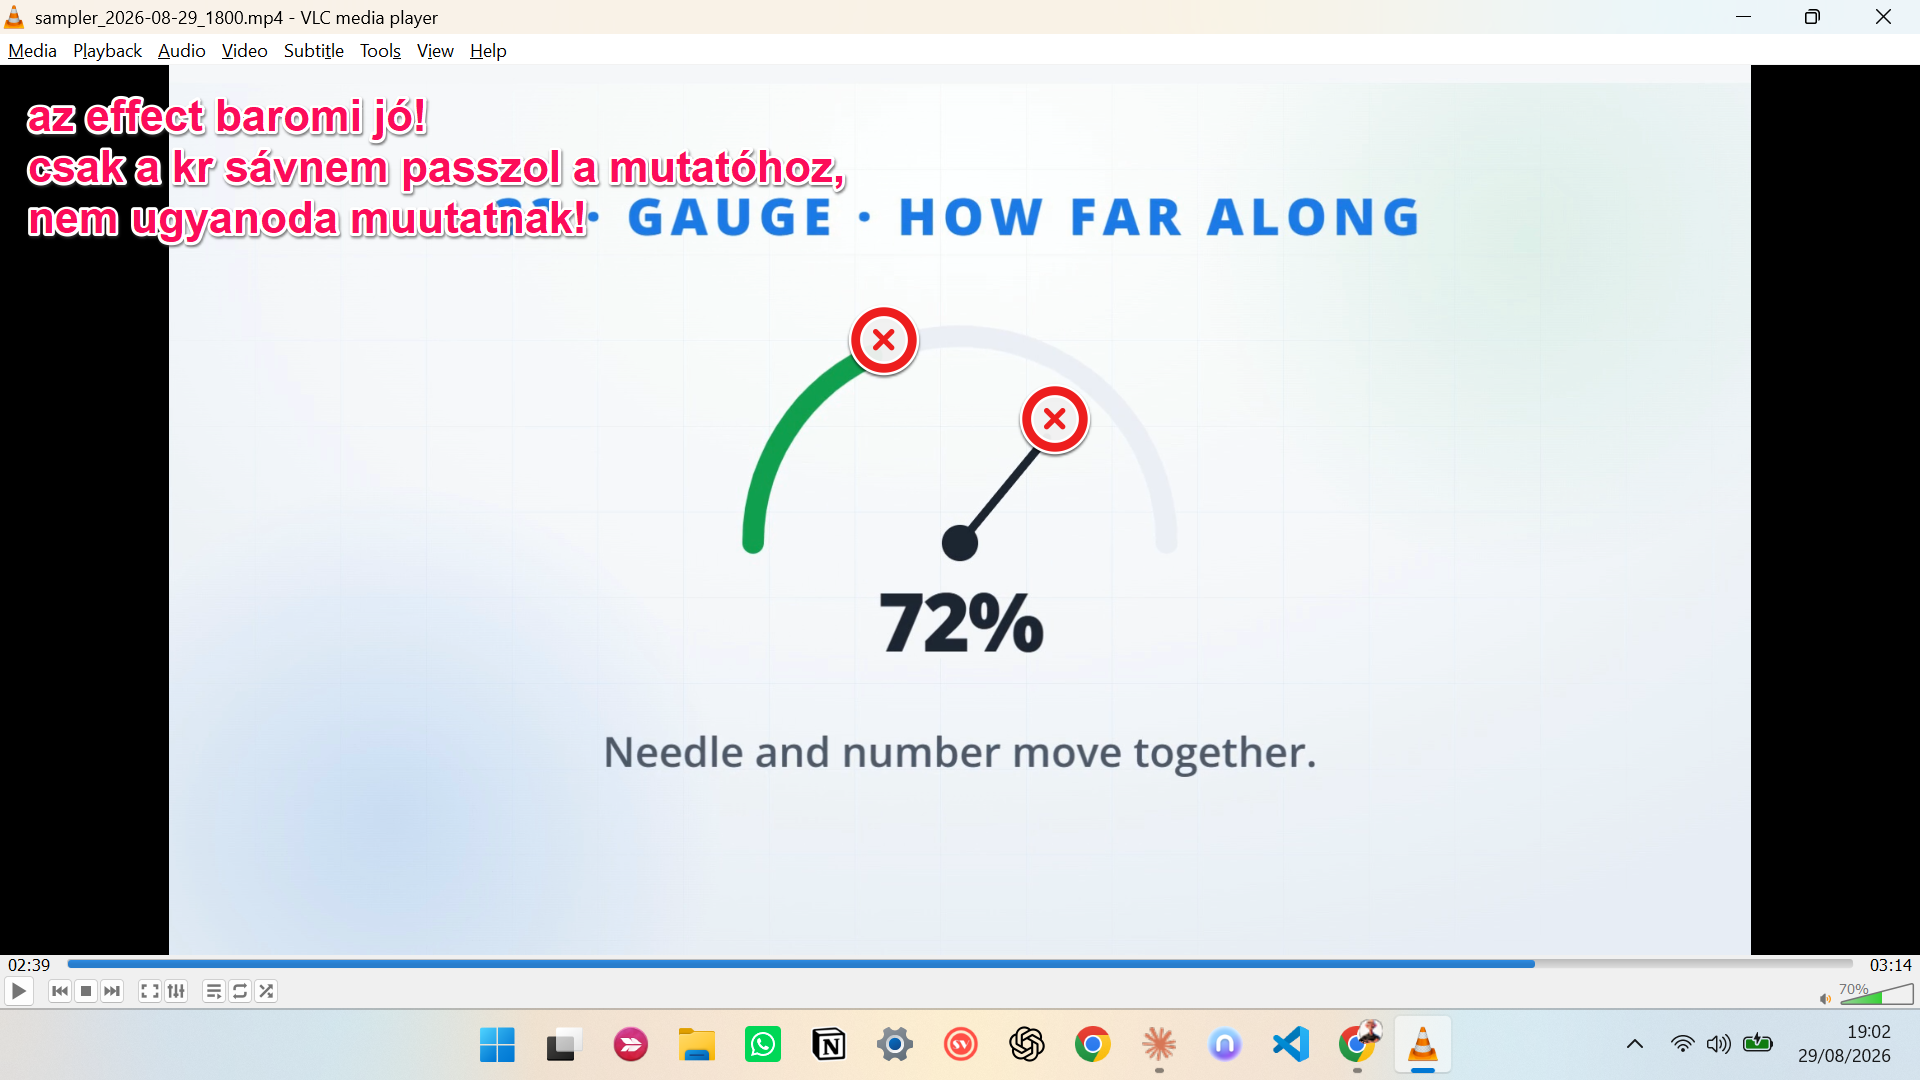 sampler_2026-08-29_1800.mp4 - VLC media player
Media Playback Audio Video Subtitle Tools View Help
az effect baromi jó!
csak a kr sávnem passzol a mutatóhoz,
nem ugyanoda muutatnak!
· GAUGE · HOW FAR ALONG
72%
Needle and number move together.
02:39
03:14
70%
19:02
29/08/2026